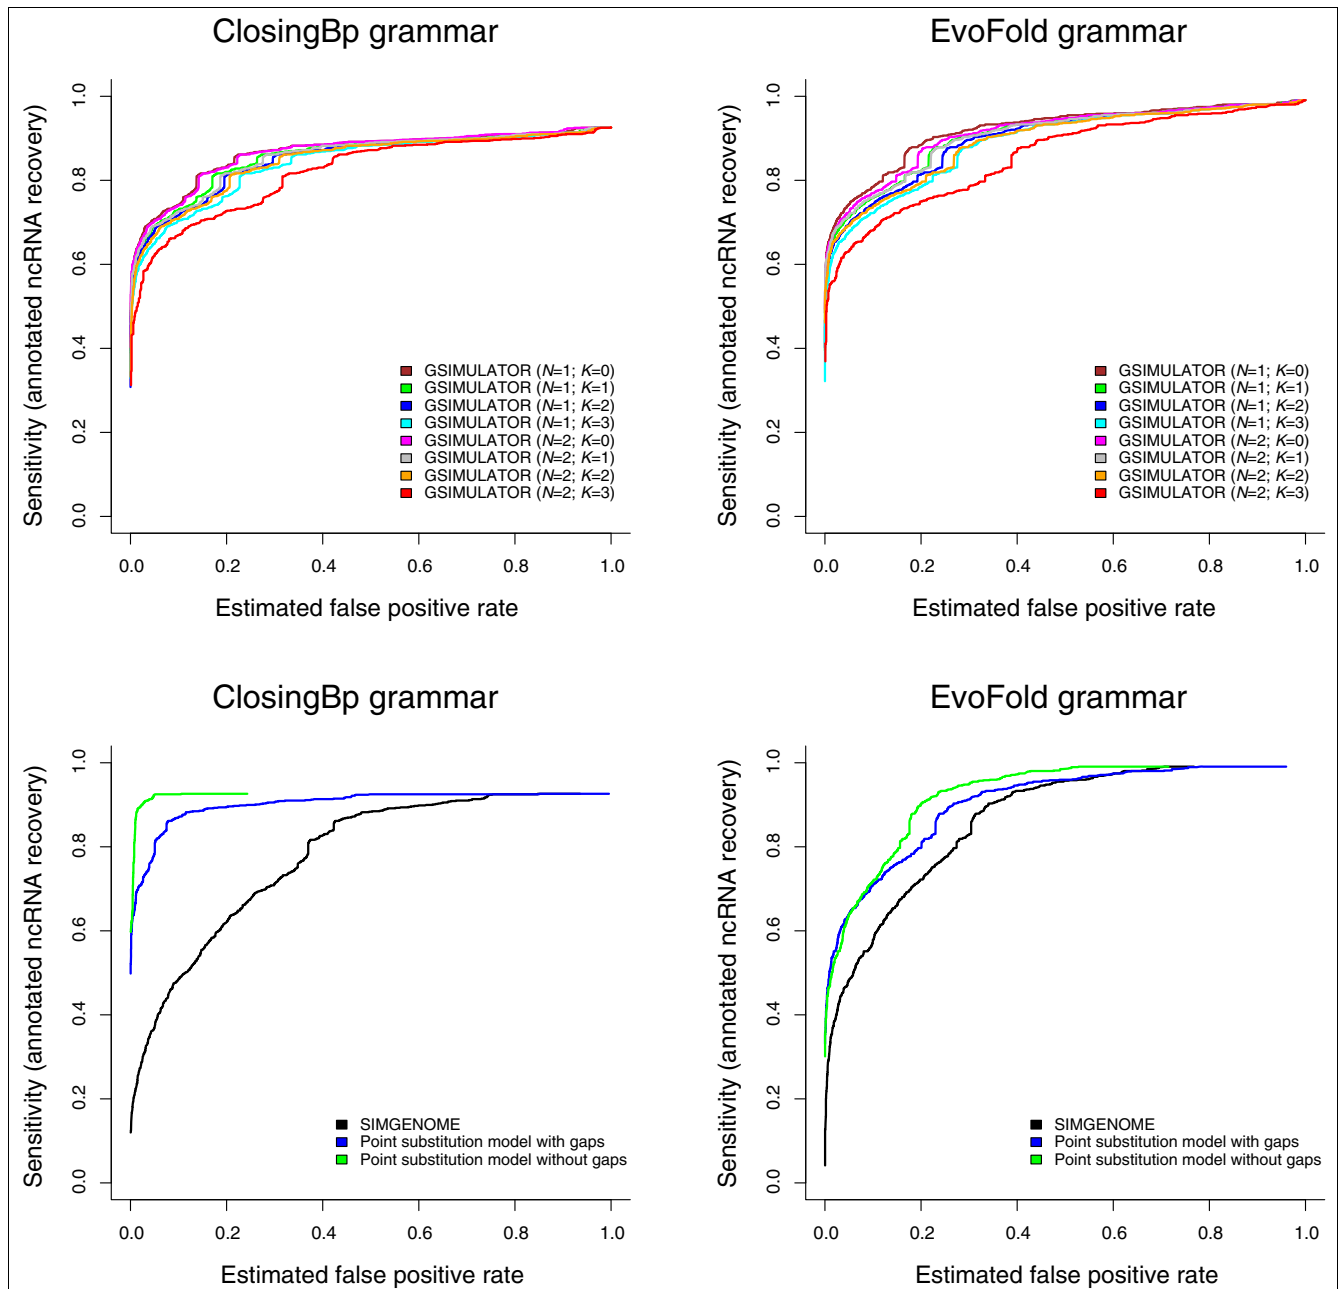 ClosingBp grammar
Sensitivity (annotated ncRNA recovery)
1.0
0.8
0.6
0.4
0.2
0.0
GSIMULATOR (N=1; K=0)
GSIMULATOR (N=1; K=1)
GSIMULATOR (N=1; K=2)
GSIMULATOR (N=1; K=3)
GSIMULATOR (N=2; K=0)
GSIMULATOR (N=2; K=1)
GSIMULATOR (N=2; K=2)
GSIMULATOR (N=2; K=3)
0.0 0.2 0.4 0.6 0.8 1.0
Estimated false positive rate
EvoFold grammar
Sensitivity (annotated ncRNA recovery)
1.0
0.8
0.6
0.4
0.2
0.0
GSIMULATOR (N=1; K=0)
GSIMULATOR (N=1; K=1)
GSIMULATOR (N=1; K=2)
GSIMULATOR (N=1; K=3)
GSIMULATOR (N=2; K=0)
GSIMULATOR (N=2; K=1)
GSIMULATOR (N=2; K=2)
GSIMULATOR (N=2; K=3)
0.0 0.2 0.4 0.6 0.8 1.0
Estimated false positive rate
ClosingBp grammar
Sensitivity (annotated ncRNA recovery)
1.0
0.8
0.6
0.4
0.2
0.0
SIMGENOME
Point substitution model with gaps
Point substitution model without gaps
0.0 0.2 0.4 0.6 0.8 1.0
Estimated false positive rate
EvoFold grammar
Sensitivity (annotated ncRNA recovery)
1.0
0.8
0.6
0.4
0.2
0.0
SIMGENOME
Point substitution model with gaps
Point substitution model without gaps
0.0 0.2 0.4 0.6 0.8 1.0
Estimated false positive rate